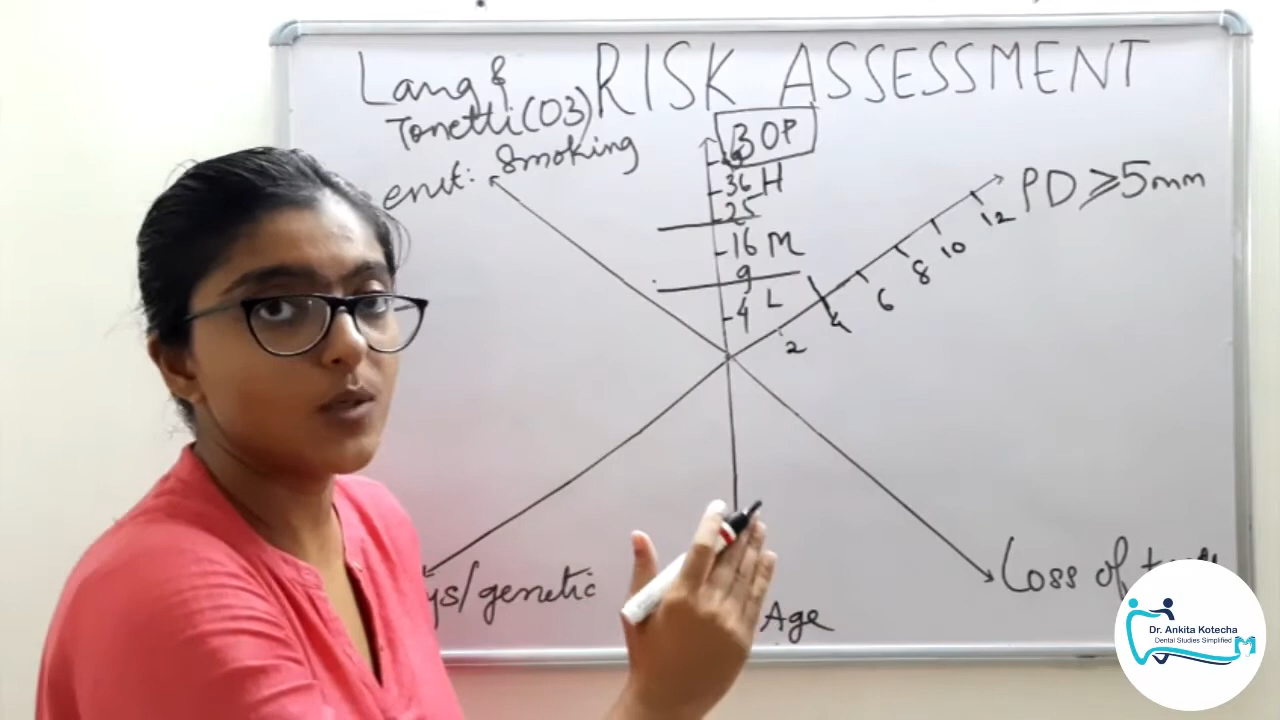 Lang &
Tonetti(03)
RISK ASSESSMENT
BOP
envt: Smoking
36 H
25
16 M
9
4 L
PD ≥5mm
2
4
6
8
10
12
ys/genetic
Age
Loss of
Dr. Ankita Kotecha
Dental Studies Simplified